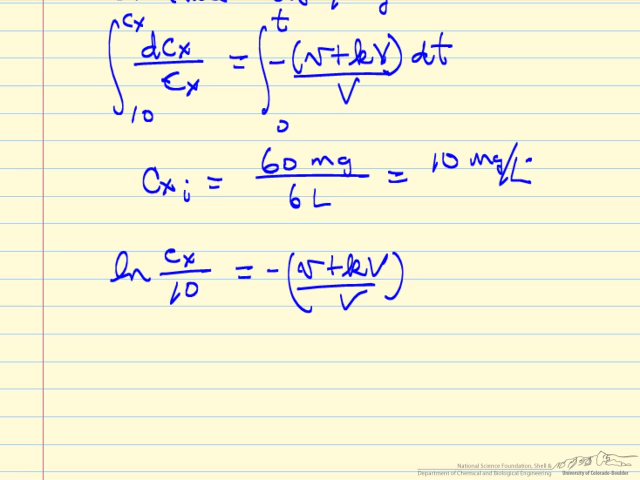 ∫₁₀^Cx dCx/Cx = ∫₀^t -(v+kV)/V dt
Cxᵢ = 60 mg / 6 L = 10 mg/L
ln Cx/10 = -((v+kV)/V)
National Science Foundation, Shell &
Department of Chemical and Biological Engineering University of Colorado-Boulder